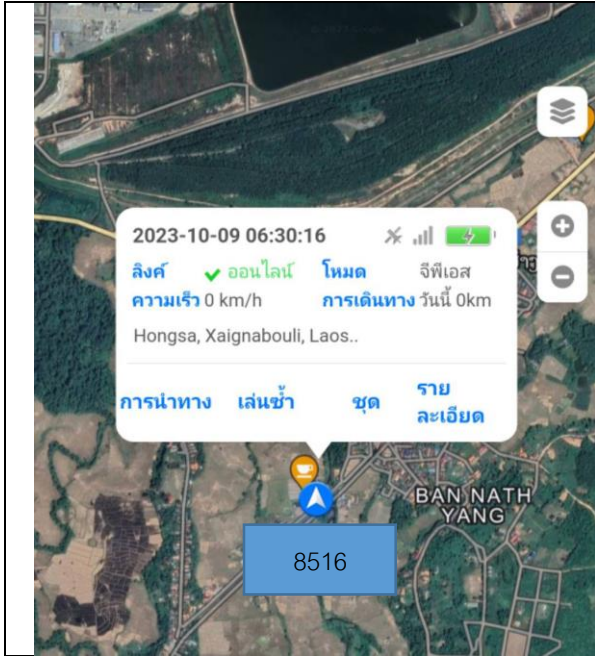 2023-10-09 06:30:16
ลิงค์ ออนไลน์ โหมด จีพีเอส
ความเร็ว 0 km/h การเดินทาง วันนี้ 0km
Hongsa, Xaignabouli, Laos..
การนำทาง เล่นซ้ำ ชุด ราย
ละเอียด
BAN NATH
YANG
8516